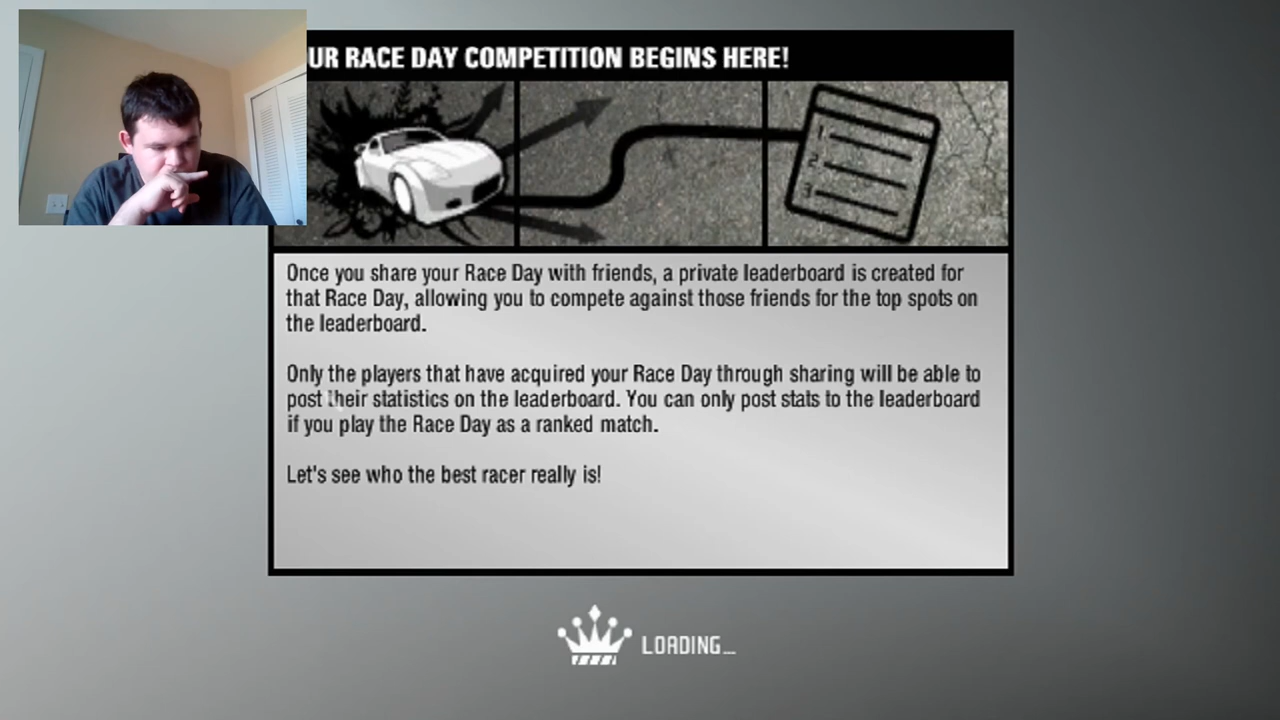 UR RACE DAY COMPETITION BEGINS HERE!
1
2
3
Once you share your Race Day with friends, a private leaderboard is created for
that Race Day, allowing you to compete against those friends for the top spots on
the leaderboard.
Only the players that have acquired your Race Day through sharing will be able to
post their statistics on the leaderboard. You can only post stats to the leaderboard
if you play the Race Day as a ranked match.
Let's see who the best racer really is!
LOADING...